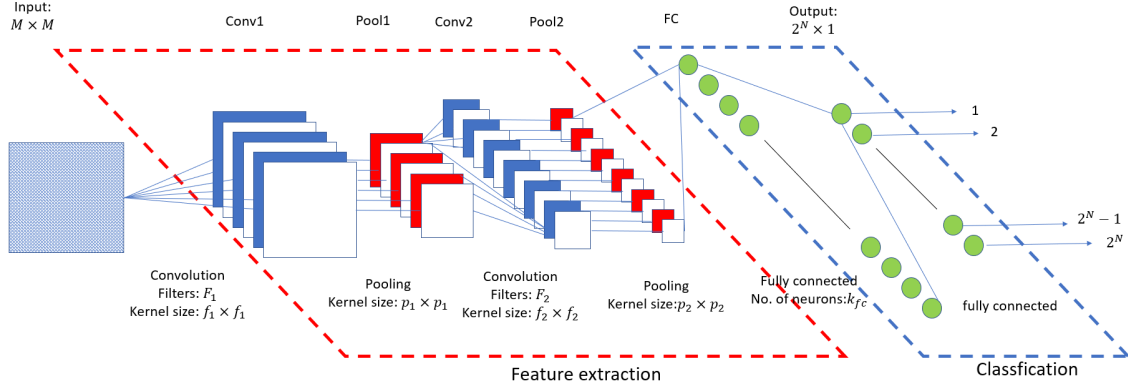 Input:
M × M
Conv1
Pool1
Conv2
Pool2
FC
Output:
2^N × 1
1
2
2^N − 1
2^N
Convolution
Filters: F_1
Kernel size: f_1 × f_1
Pooling
Kernel size: p_1 × p_1
Convolution
Filters: F_2
Kernel size: f_2 × f_2
Pooling
Kernel size:p_2 × p_2
Fully connected
No. of neurons:k_{fc}
fully connected
Feature extraction
Classfication